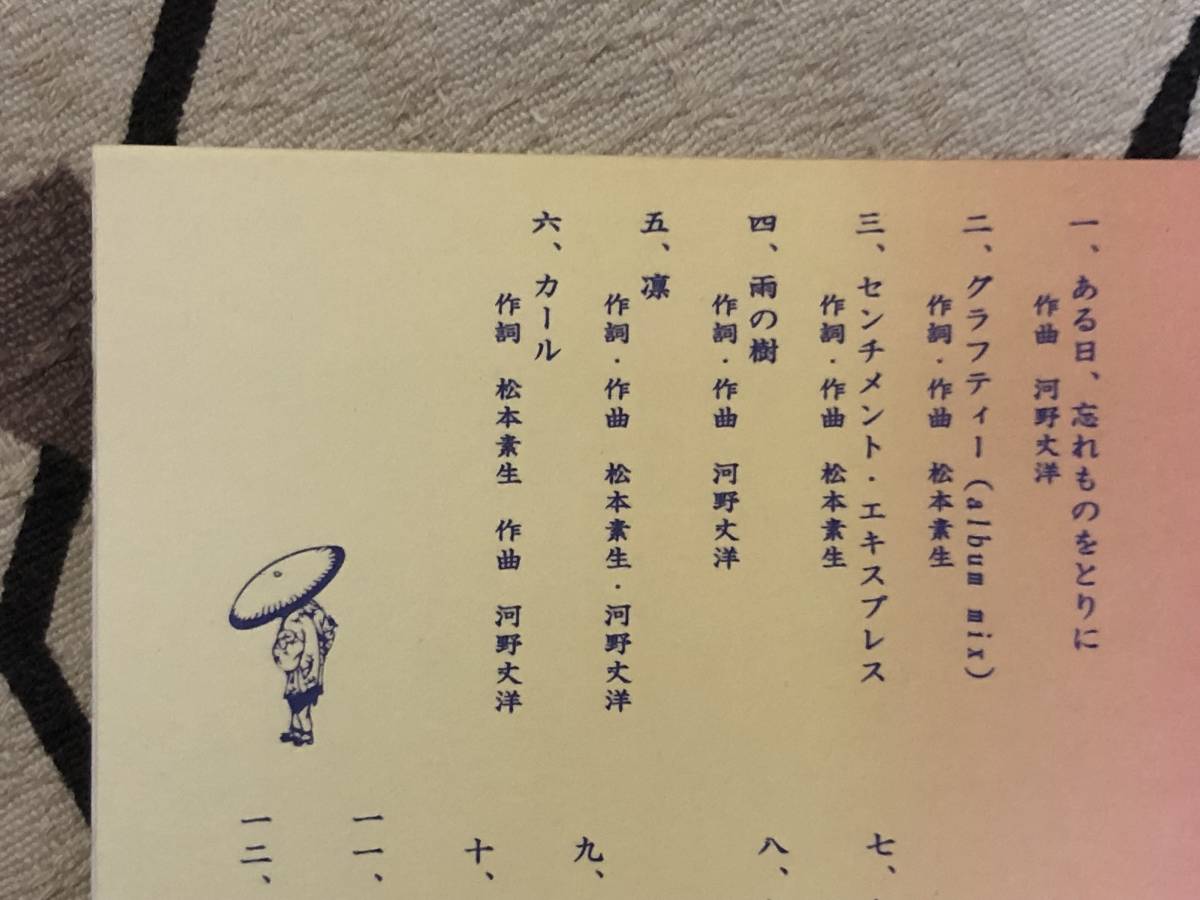 一、ある日、忘れものをとりに
作曲 河野丈洋
二、グラフティー(album mix)
作詞・作曲 松本素生
三、センチメント・エキスプレス
作詞・作曲 松本素生
四、雨の樹
作詞・作曲 河野丈洋
五、凛
作詞・作曲 松本素生・河野丈洋
六、カール
作詞 松本素生 作曲 河野丈洋
七、
八、
九、
十、
一一、
一二、